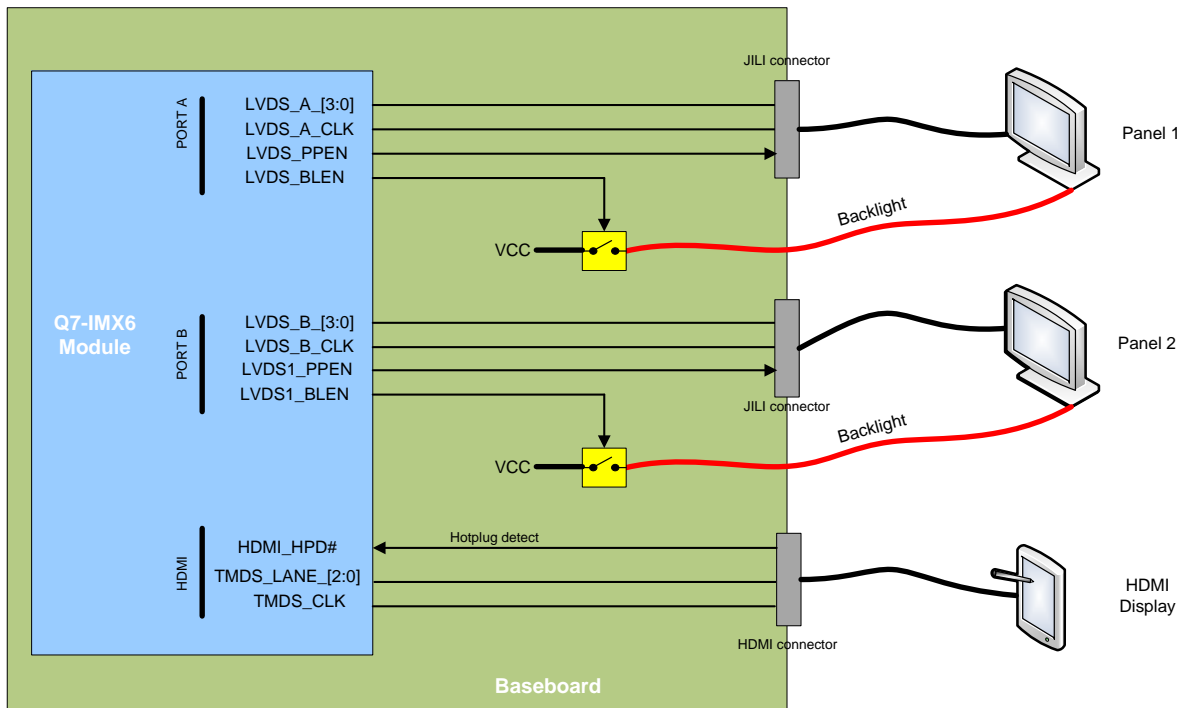 JILI connector
PORT A
LVDS_A_[3:0]
LVDS_A_CLK
LVDS_PPEN
LVDS_BLEN
Panel 1
Backlight
VCC
Q7-IMX6
Module
PORT B
LVDS_B_[3:0]
LVDS_B_CLK
LVDS1_PPEN
LVDS1_BLEN
Panel 2
JILI connector
Backlight
VCC
HDMI
HDMI_HPD#
TMDS_LANE_[2:0]
TMDS_CLK
Hotplug detect
HDMI
Display
HDMI connector
Baseboard